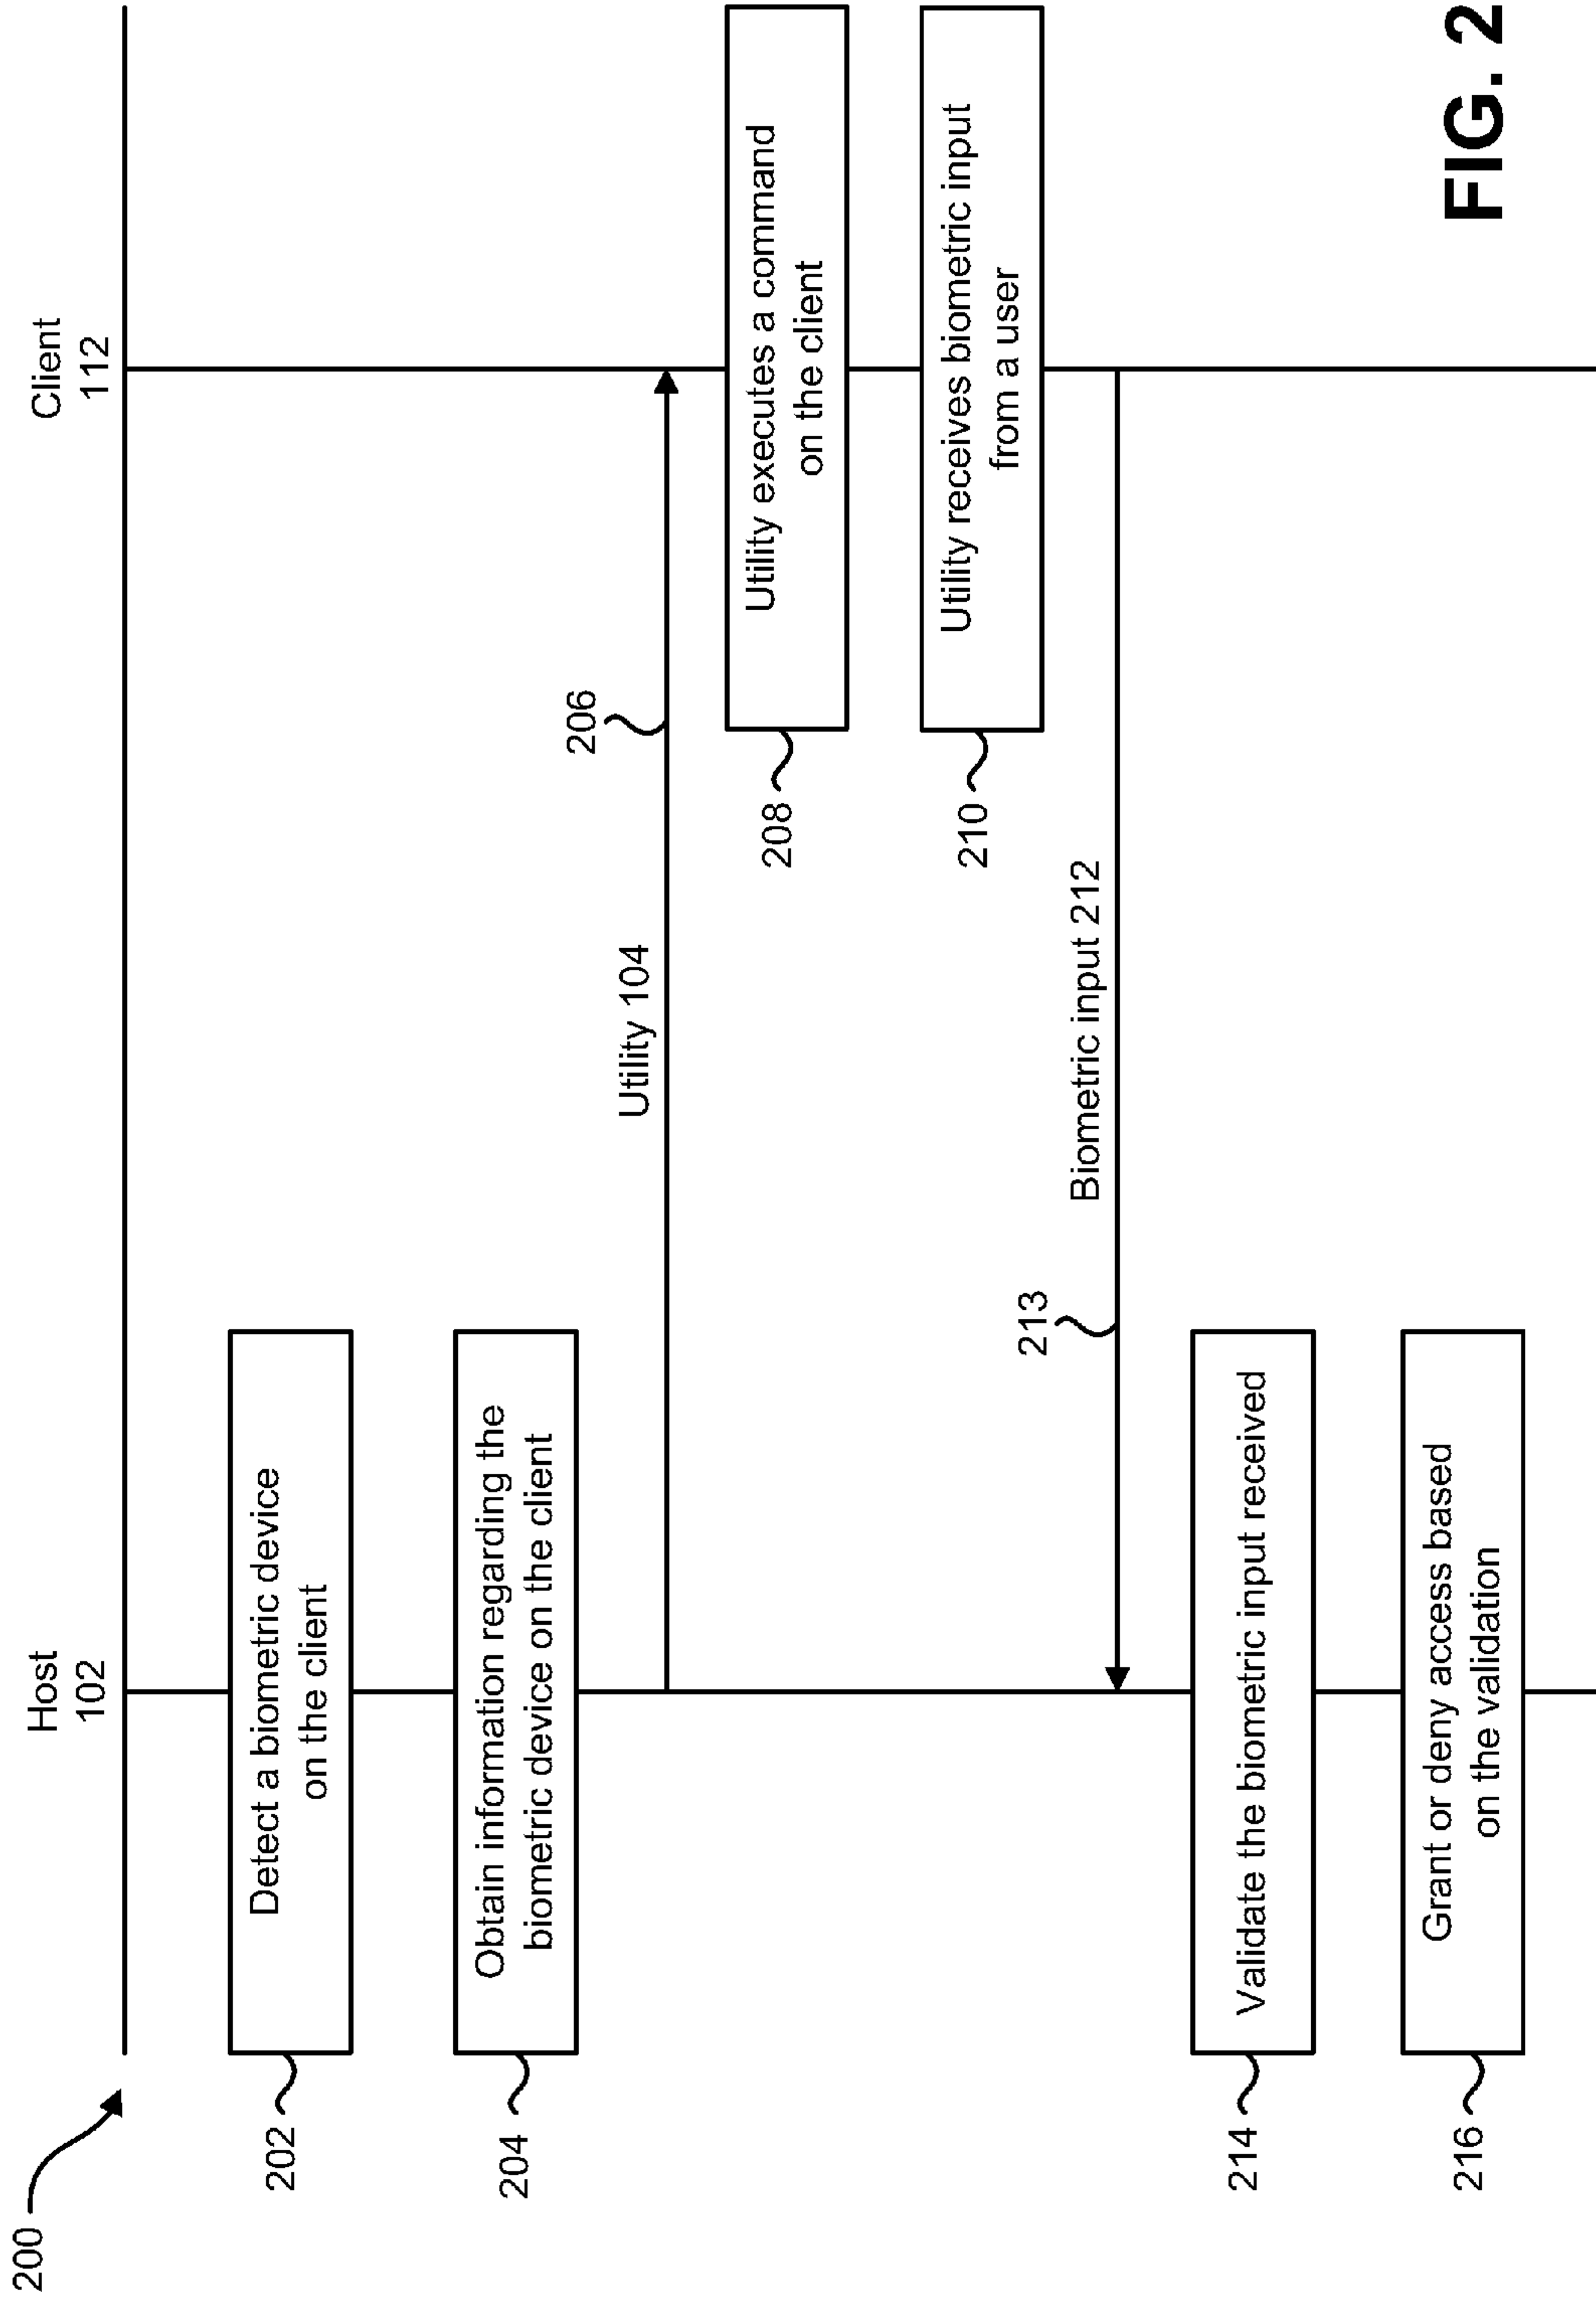 200
Host
102
Client
112
202
Detect a biometric device
on the client
204
Obtain information regarding the
biometric device on the client
206
Utility 104
208
Utility executes a command
on the client
210
Utility receives biometric input
from a user
213
Biometric input 212
214
Validate the biometric input received
216
Grant or deny access based
on the validation
FIG. 2